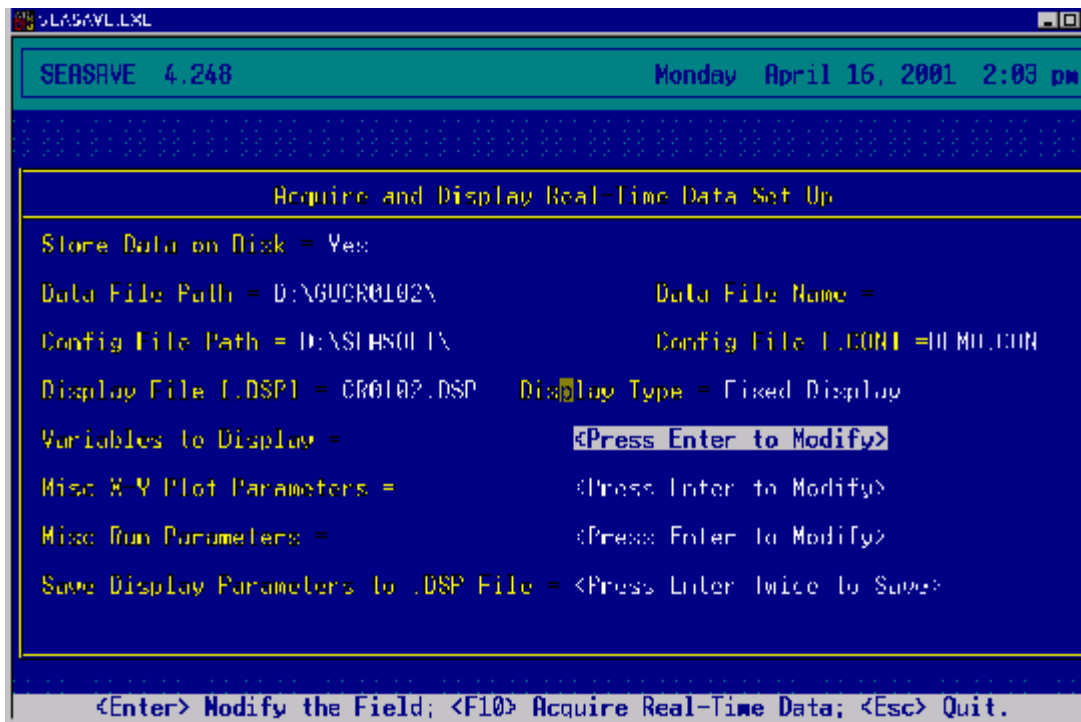 SEASAVE.EXE
SEASAVE 4.248 Monday April 16, 2001 2:03 pm
Acquire and Display Real-Time Data Set Up
Store Data on Disk = Yes
Data File Path = D:\GUCR0102\ Data File Name =
Config File Path = D:\SEASOFT\ Config File [.CON] =DEMO.CON
Display File [.DSP] = CR0102.DSP Display Type = Fixed Display
Variables to Display = <Press Enter to Modify>
Misc X-Y Plot Parameters = <Press Enter to Modify>
Misc Run Parameters = <Press Enter to Modify>
Save Display Parameters to .DSP File = <Press Enter Twice to Save>
<Enter> Modify the Field; <F10> Acquire Real-Time Data; <Esc> Quit.